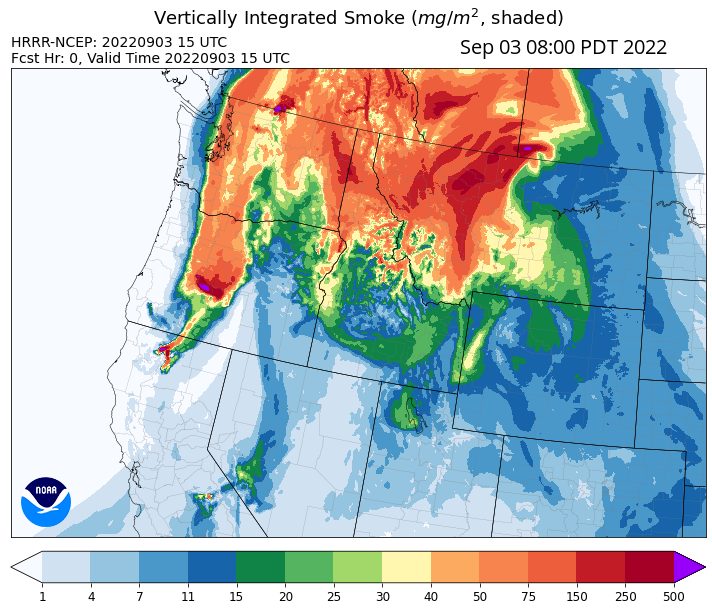 Vertically Integrated Smoke (mg/m², shaded)
HRRR-NCEP: 20220903 15 UTC
Fcst Hr: 0, Valid Time 20220903 15 UTC
Sep 03 08:00 PDT 2022
NOAA
1 4 7 11 15 20 25 30 40 50 75 150 250 500